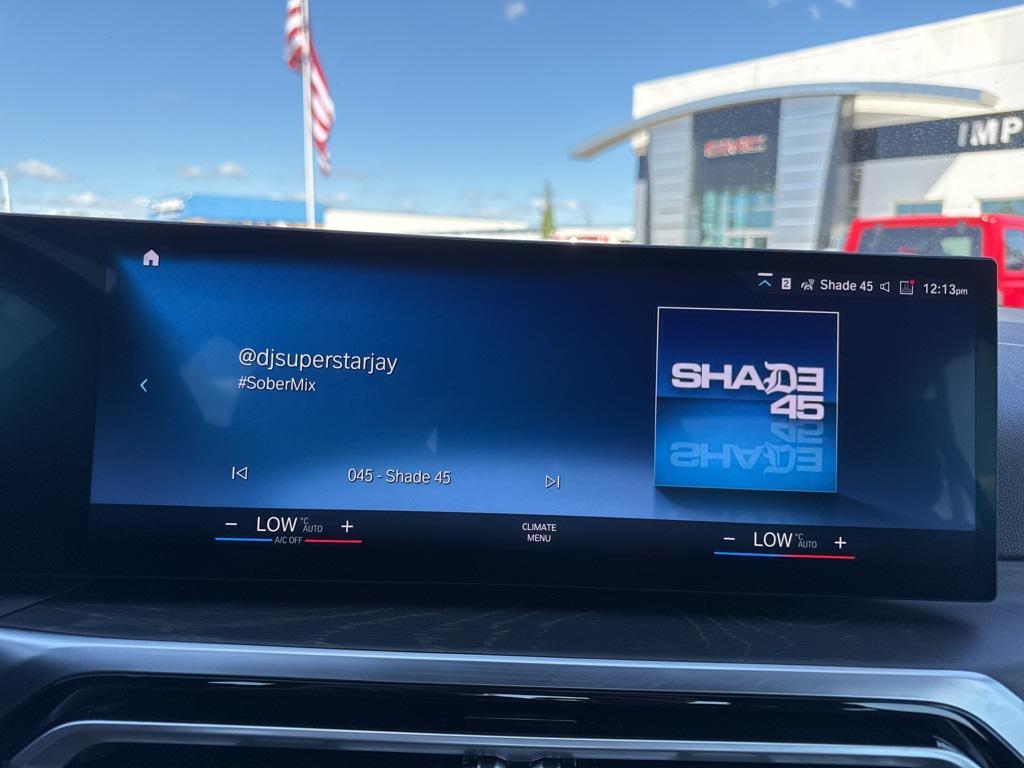 GMC
IMP
2 Shade 45 12:13pm
@djsuperstarjay
#SoberMix
SHADE
45
045 - Shade 45
LOW °C AUTO
A/C OFF
CLIMATE
MENU
LOW °C AUTO